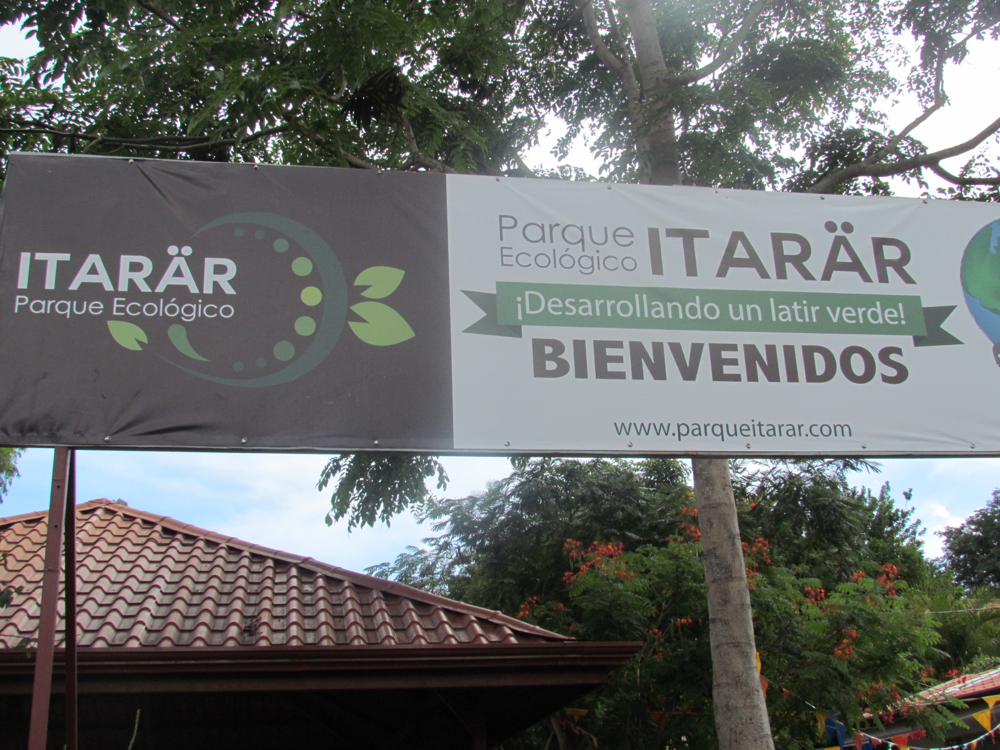 ITARÄR
Parque Ecológico
Parque
Ecológico
ITARÄR
¡Desarrollando un latir verde!
BIENVENIDOS
www.parqueitarar.com